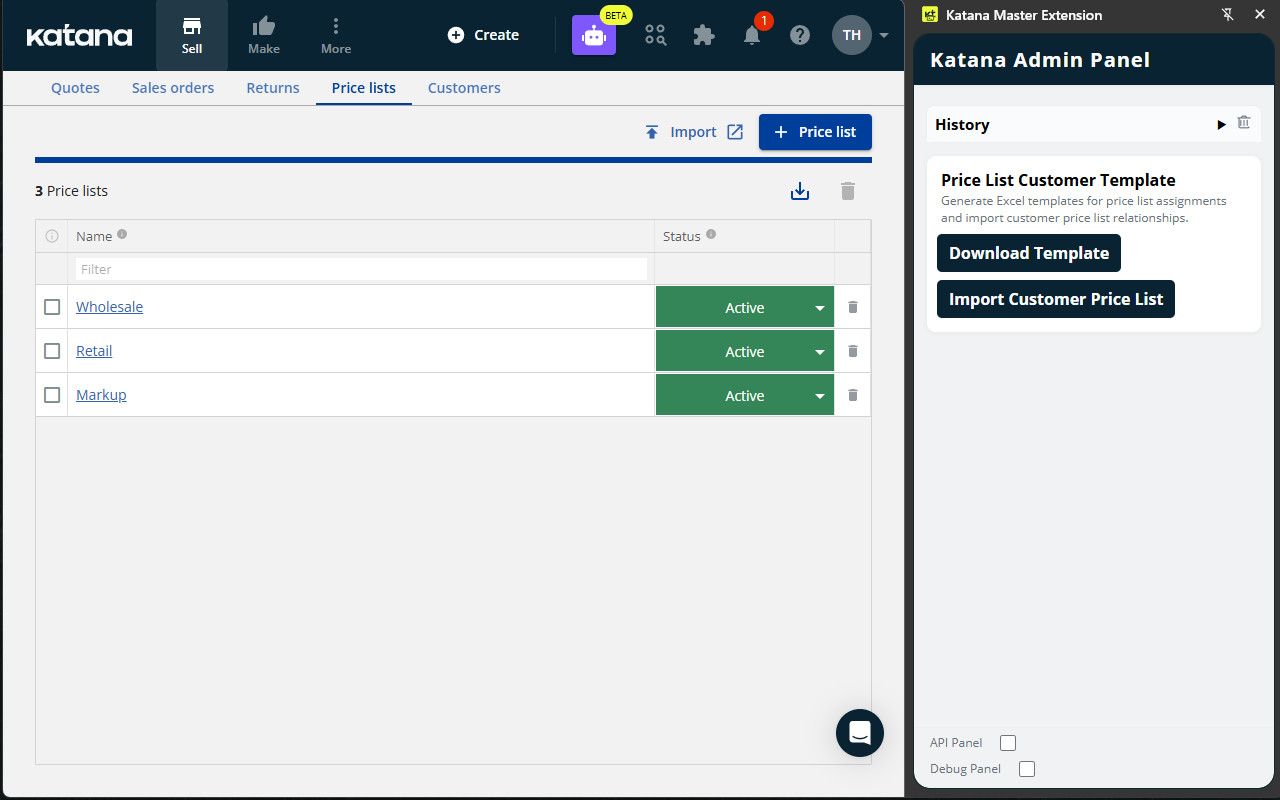 katana
Sell
Make
More
Create
BETA
1
TH
Quotes
Sales orders
Returns
Price lists
Customers
Import
Price list
3 Price lists
Name
Status
Filter
Wholesale
Active
Retail
Active
Markup
Active
kt
Katana Master Extension
Katana Admin Panel
History
Price List Customer Template
Generate Excel templates for price list assignments
and import customer price list relationships.
Download Template
Import Customer Price List
API Panel
Debug Panel